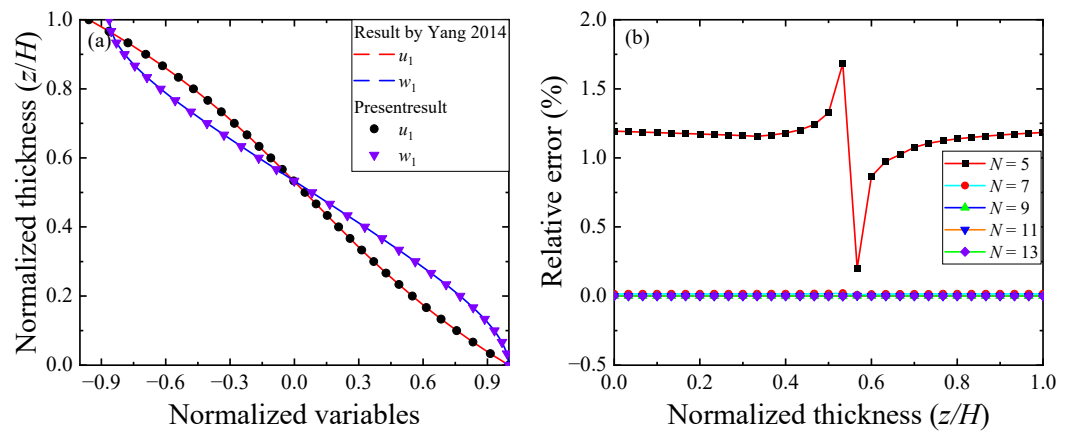 (a)
Result by Yang 2014
u₁
w₁
Presentresult
u₁
w₁
1.0
0.8
0.6
0.4
0.2
0.0
Normalized thickness (z/H)
−0.9
−0.6
−0.3
0.0
0.3
0.6
0.9
Normalized variables
(b)
2.0
1.5
1.0
0.5
0.0
−0.5
Relative error (%)
N = 5
N = 7
N = 9
N = 11
N = 13
0.0
0.2
0.4
0.6
0.8
1.0
Normalized thickness (z/H)